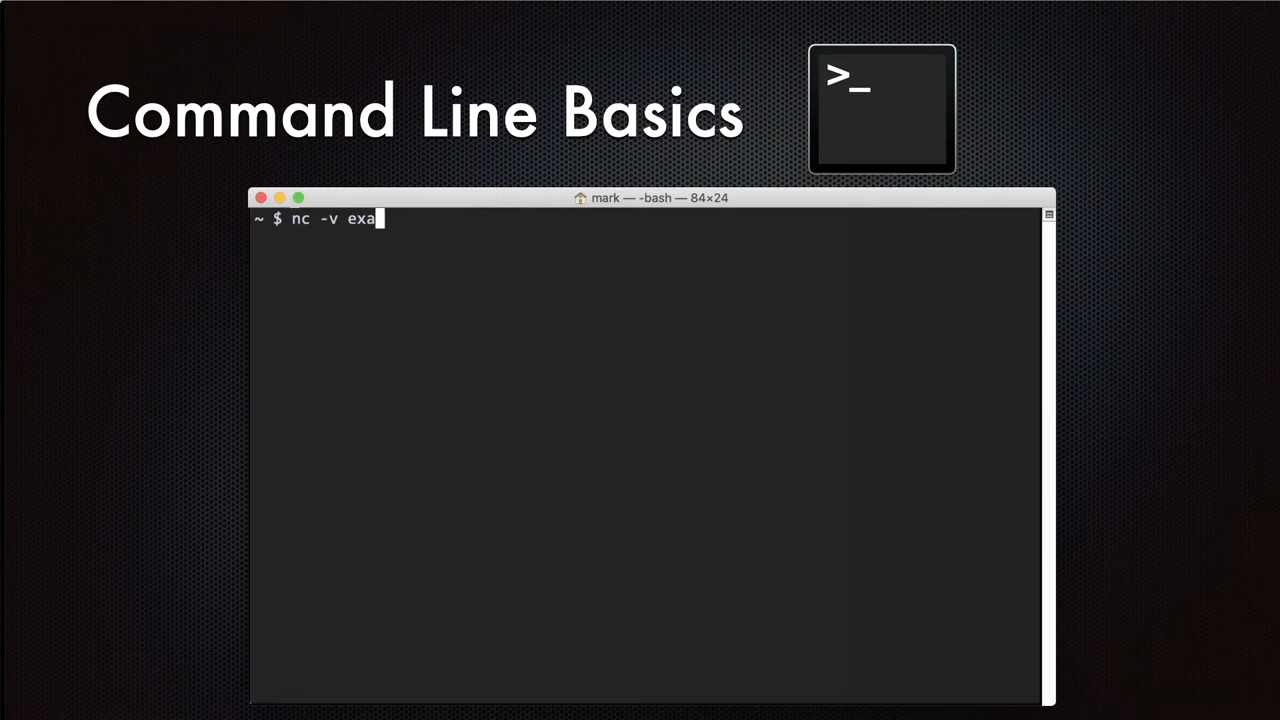 Command Line Basics
>_
mark — -bash — 84×24
~ $ nc -v exa